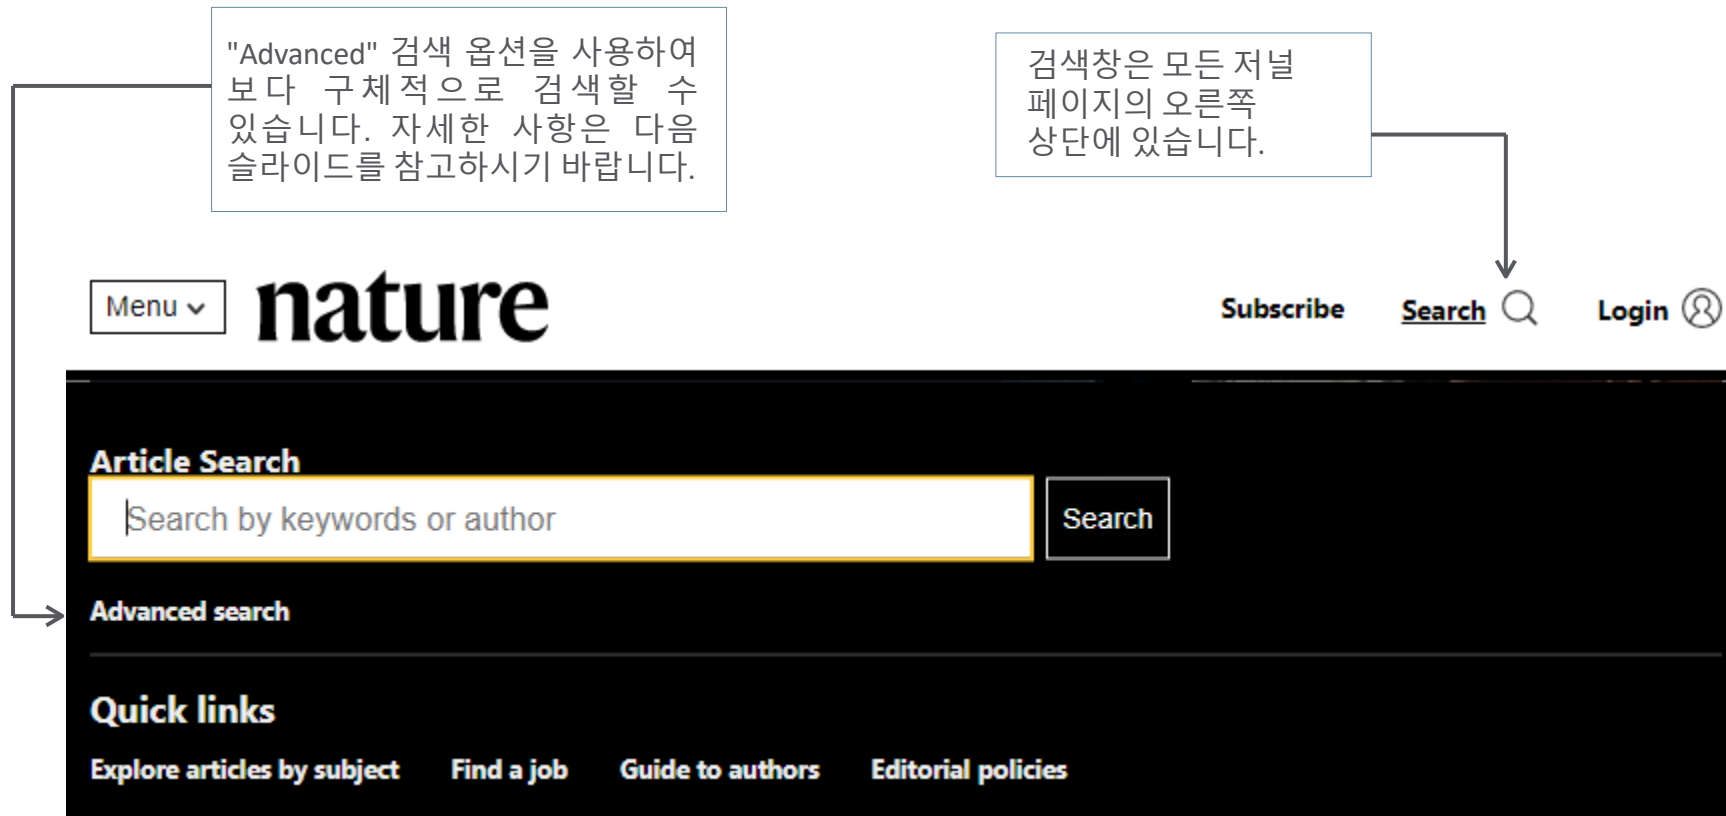 "Advanced" 검색 옵션을 사용하여
보다 구체적으로 검색할 수
있습니다. 자세한 사항은 다음
슬라이드를 참고하시기 바랍니다.
검색창은 모든 저널
페이지의 오른쪽
상단에 있습니다.
Menu nature Subscribe Search Login
Article Search
Search by keywords or author Search
Advanced search
Quick links
Explore articles by subject Find a job Guide to authors Editorial policies